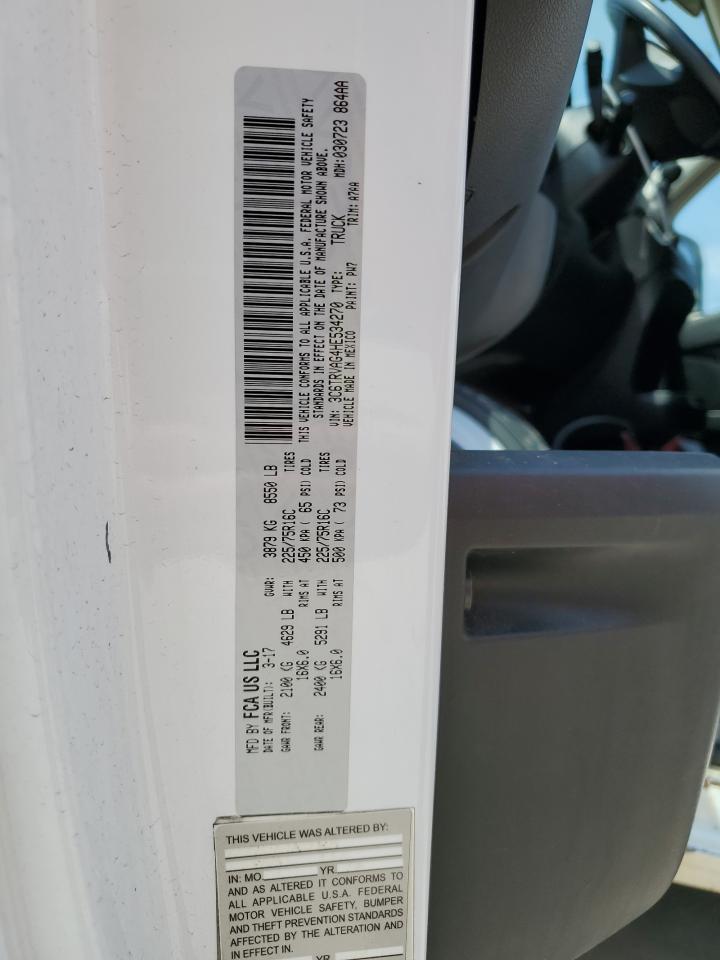 MFD BY FCA US LLC
DATE OF MFR(BUILT): 3-17 GVWR: 3879 KG 8550 LB
GAWR FRONT: 2100 KG 4629 LB WITH 225/75R16C TIRES
16X6.0 RIMS AT 450 KPA ( 65 PSI) COLD
GAWR REAR: 2400 KG 5291 LB WITH 225/75R16C TIRES
16X6.0 RIMS AT 500 KPA ( 73 PSI) COLD
THIS VEHICLE CONFORMS TO ALL APPLICABLE U.S.A. FEDERAL MOTOR VEHICLE SAFETY
STANDARDS IN EFFECT ON THE DATE OF MANUFACTURE SHOWN ABOVE.
VIN: 3C6TRVAG4HE534270 TYPE: TRUCK MDH:030723 864AA
VEHICLE MADE IN MEXICO PAINT: PW7 TRIM: A7AA
THIS VEHICLE WAS ALTERED BY:
IN: MO. YR.
AND AS ALTERED IT CONFORMS TO
ALL APPLICABLE U.S.A. FEDERAL
MOTOR VEHICLE SAFETY, BUMPER
AND THEFT PREVENTION STANDARDS
AFFECTED BY THE ALTERATION AND
IN EFFECT IN.
YR.